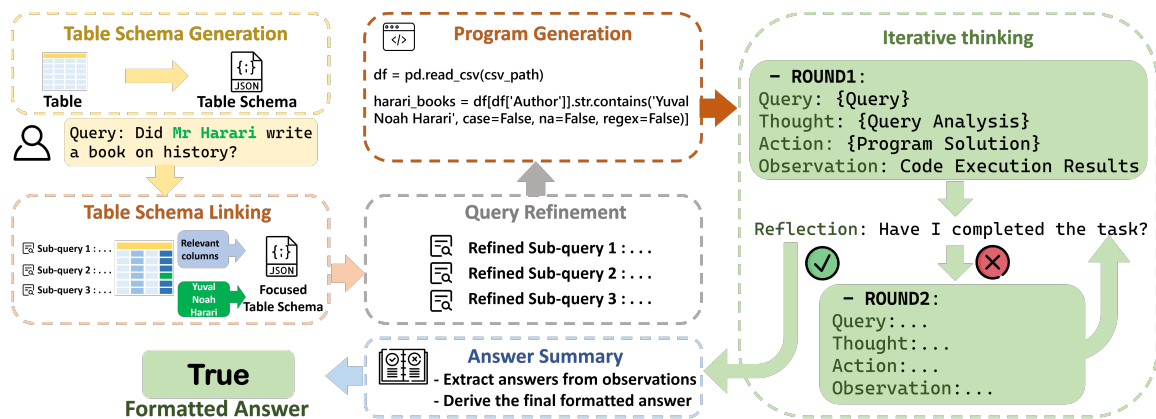 Table Schema Generation
{;}
JSON
Table
Table Schema
Query: Did Mr Harari write
a book on history?
Table Schema Linking
Sub-query 1 : . . .
Sub-query 2 : . . .
Sub-query 3 : . . .
Relevant
columns
Yuval
Noah
Harari
{;}
JSON
Focused
Table Schema
Program Generation
</>
df = pd.read_csv(csv_path)
harari_books = df[df['Author']].str.contains('Yuval
Noah Harari', case=False, na=False, regex=False)]
Query Refinement
Refined Sub-query 1 : . . .
Refined Sub-query 2 : . . .
Refined Sub-query 3 : . . .
Iterative thinking
– ROUND1:
Query: {Query}
Thought: {Query Analysis}
Action: {Program Solution}
Observation: Code Execution Results
Reflection: Have I completed the task?
– ROUND2:
Query:...
Thought:...
Action:...
Observation:...
Answer Summary
- Extract answers from observations
- Derive the final formatted answer
True
Formatted Answer